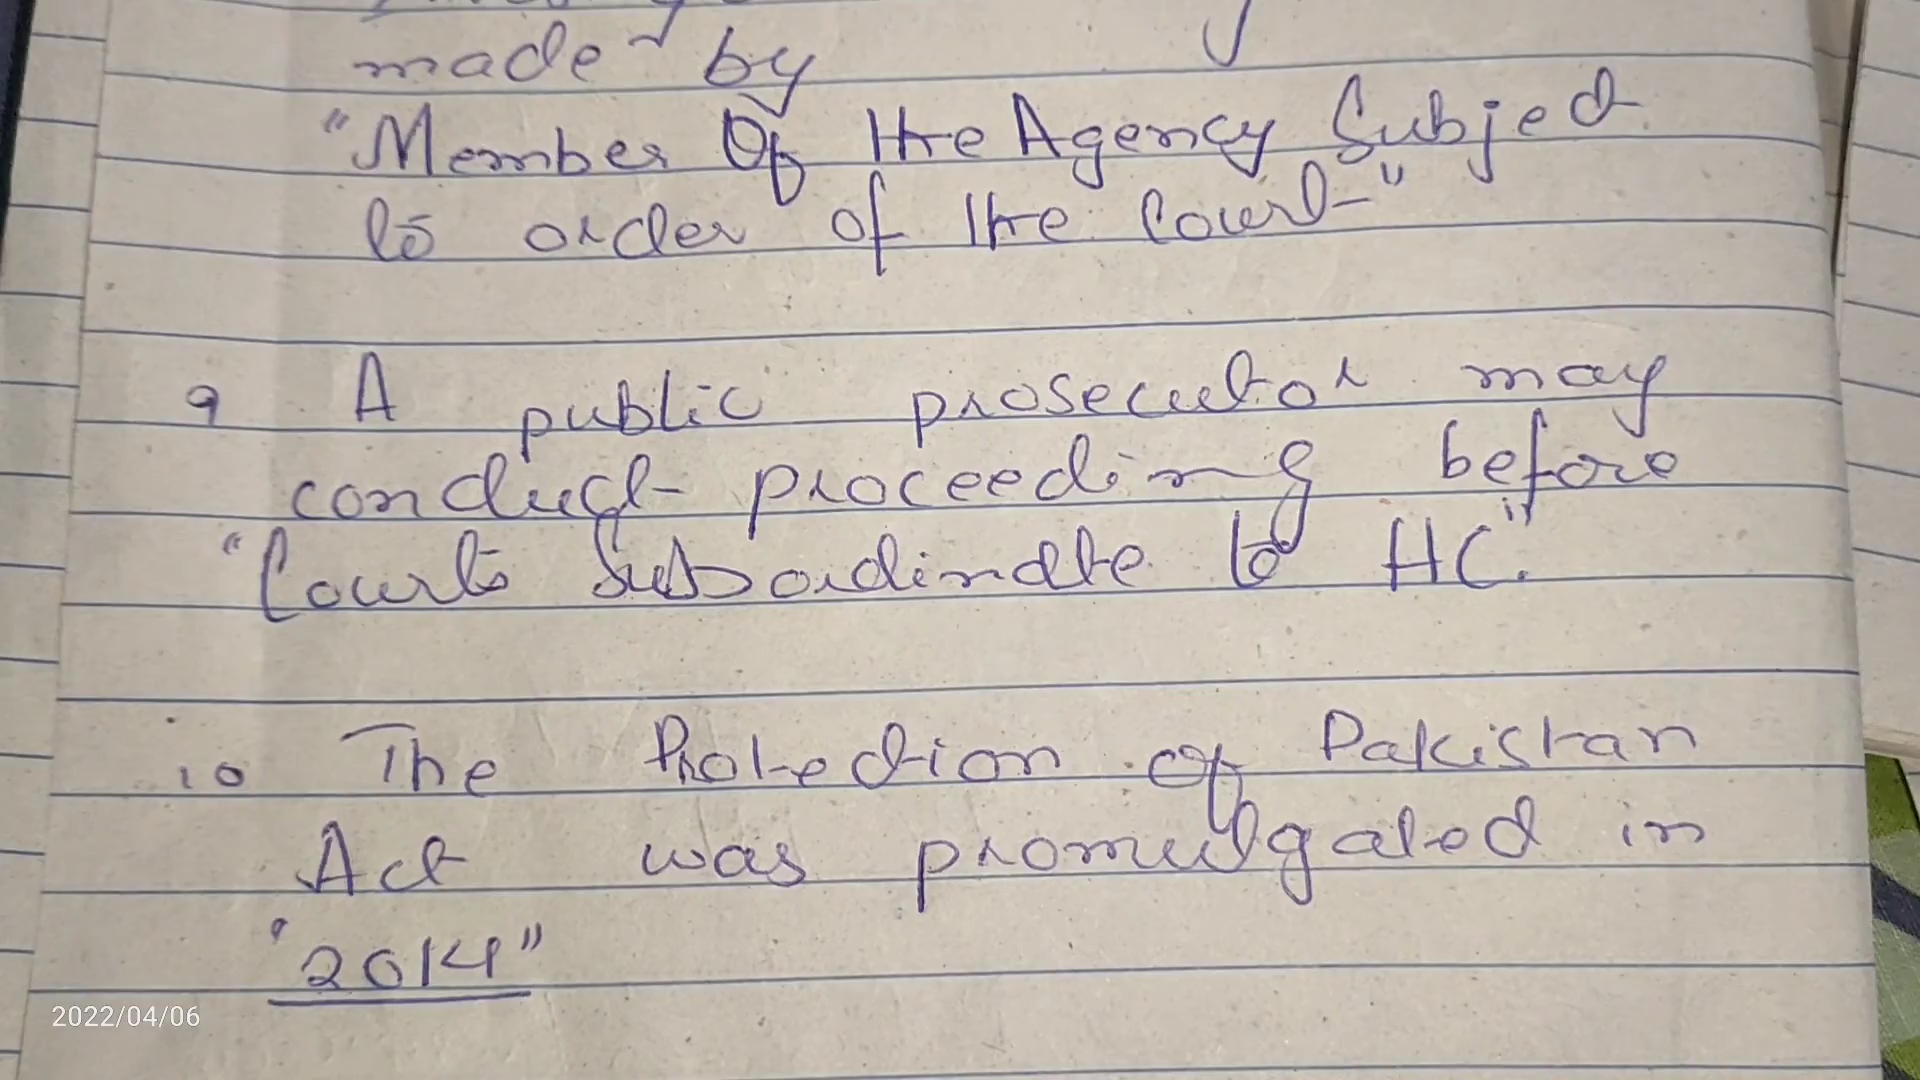 made by
"Member Of the Agency Subject
to order of the Court"
9 A public prosecutor may
conduct proceeding before
"Courts Subordinate to HC."
10 The Protection of Pakistan
Act was promulgated in
"2014"
2022/04/06